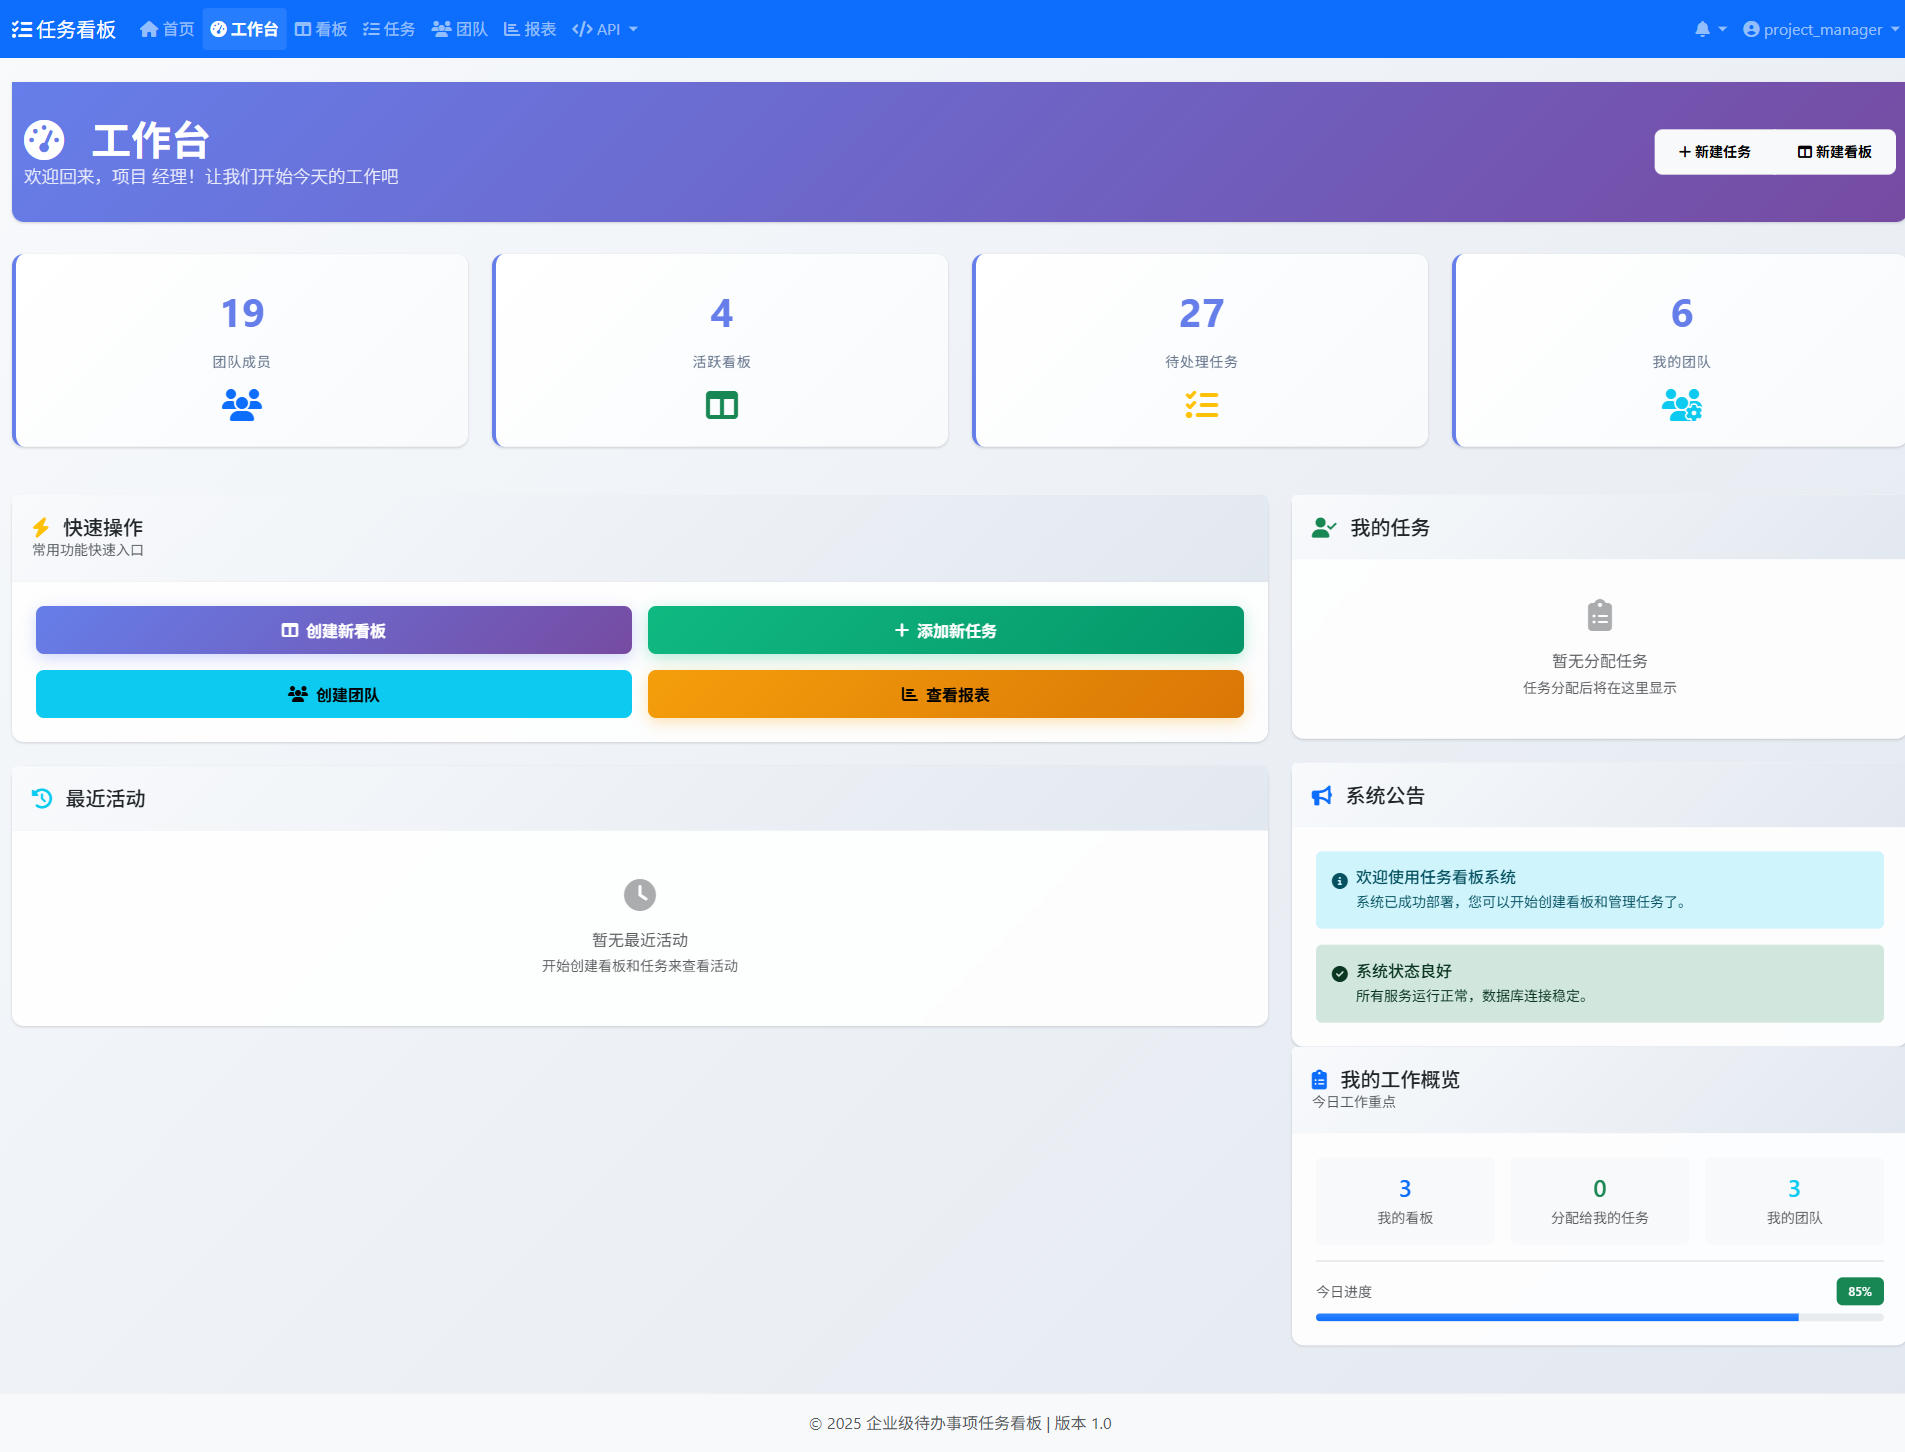 任务看板
首页
工作台
看板
任务
团队
报表
API
project_manager
工作台
欢迎回来，项目 经理！让我们开始今天的工作吧
新建任务
新建看板
19
团队成员
4
活跃看板
27
待处理任务
6
我的团队
快速操作
常用功能快速入口
创建新看板
添加新任务
创建团队
查看报表
最近活动
暂无最近活动
开始创建看板和任务来查看活动
我的任务
暂无分配任务
任务分配后将在这里显示
系统公告
欢迎使用任务看板系统
系统已成功部署，您可以开始创建看板和管理任务了。
系统状态良好
所有服务运行正常，数据库连接稳定。
我的工作概览
今日工作重点
3
我的看板
0
分配给我的任务
3
我的团队
今日进度
85%
© 2025 企业级待办事项任务看板 | 版本 1.0